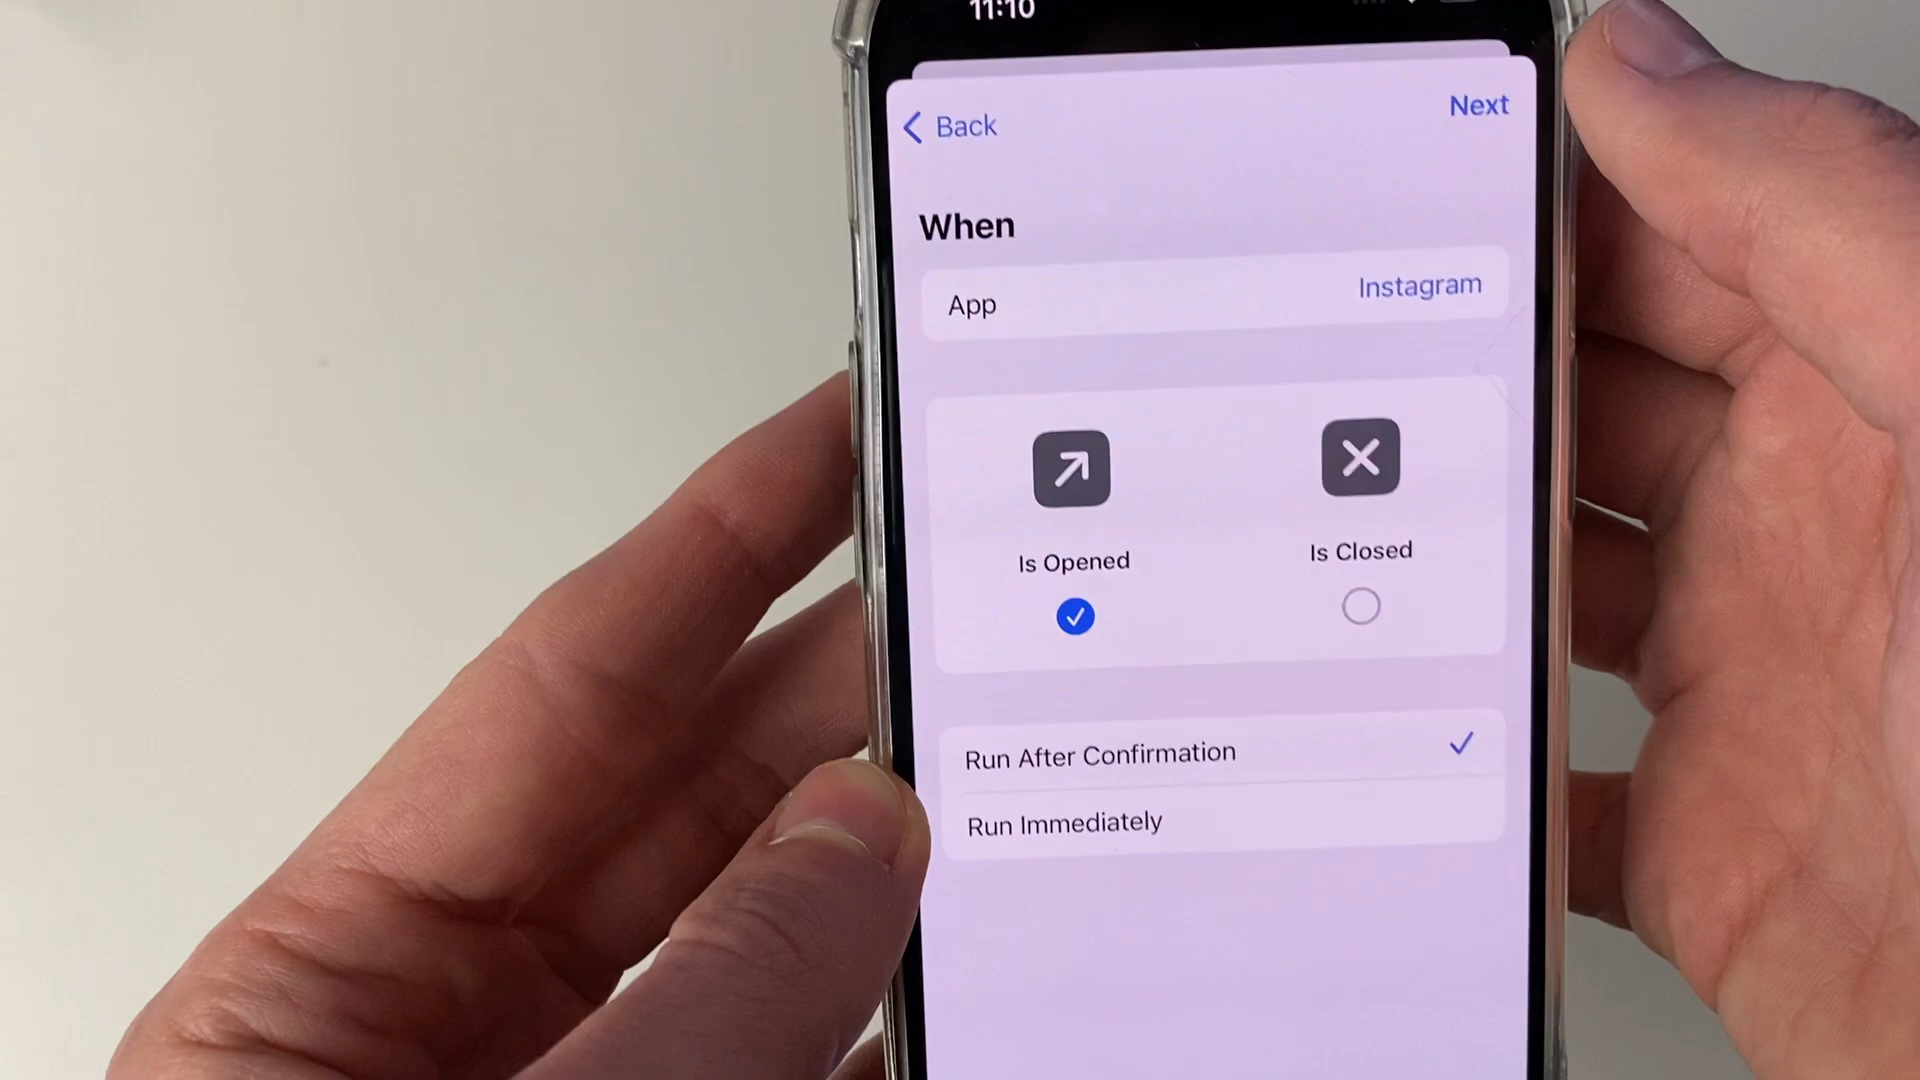 11:10
Back
Next
When
App
Instagram
Is Opened
Is Closed
Run After Confirmation
Run Immediately